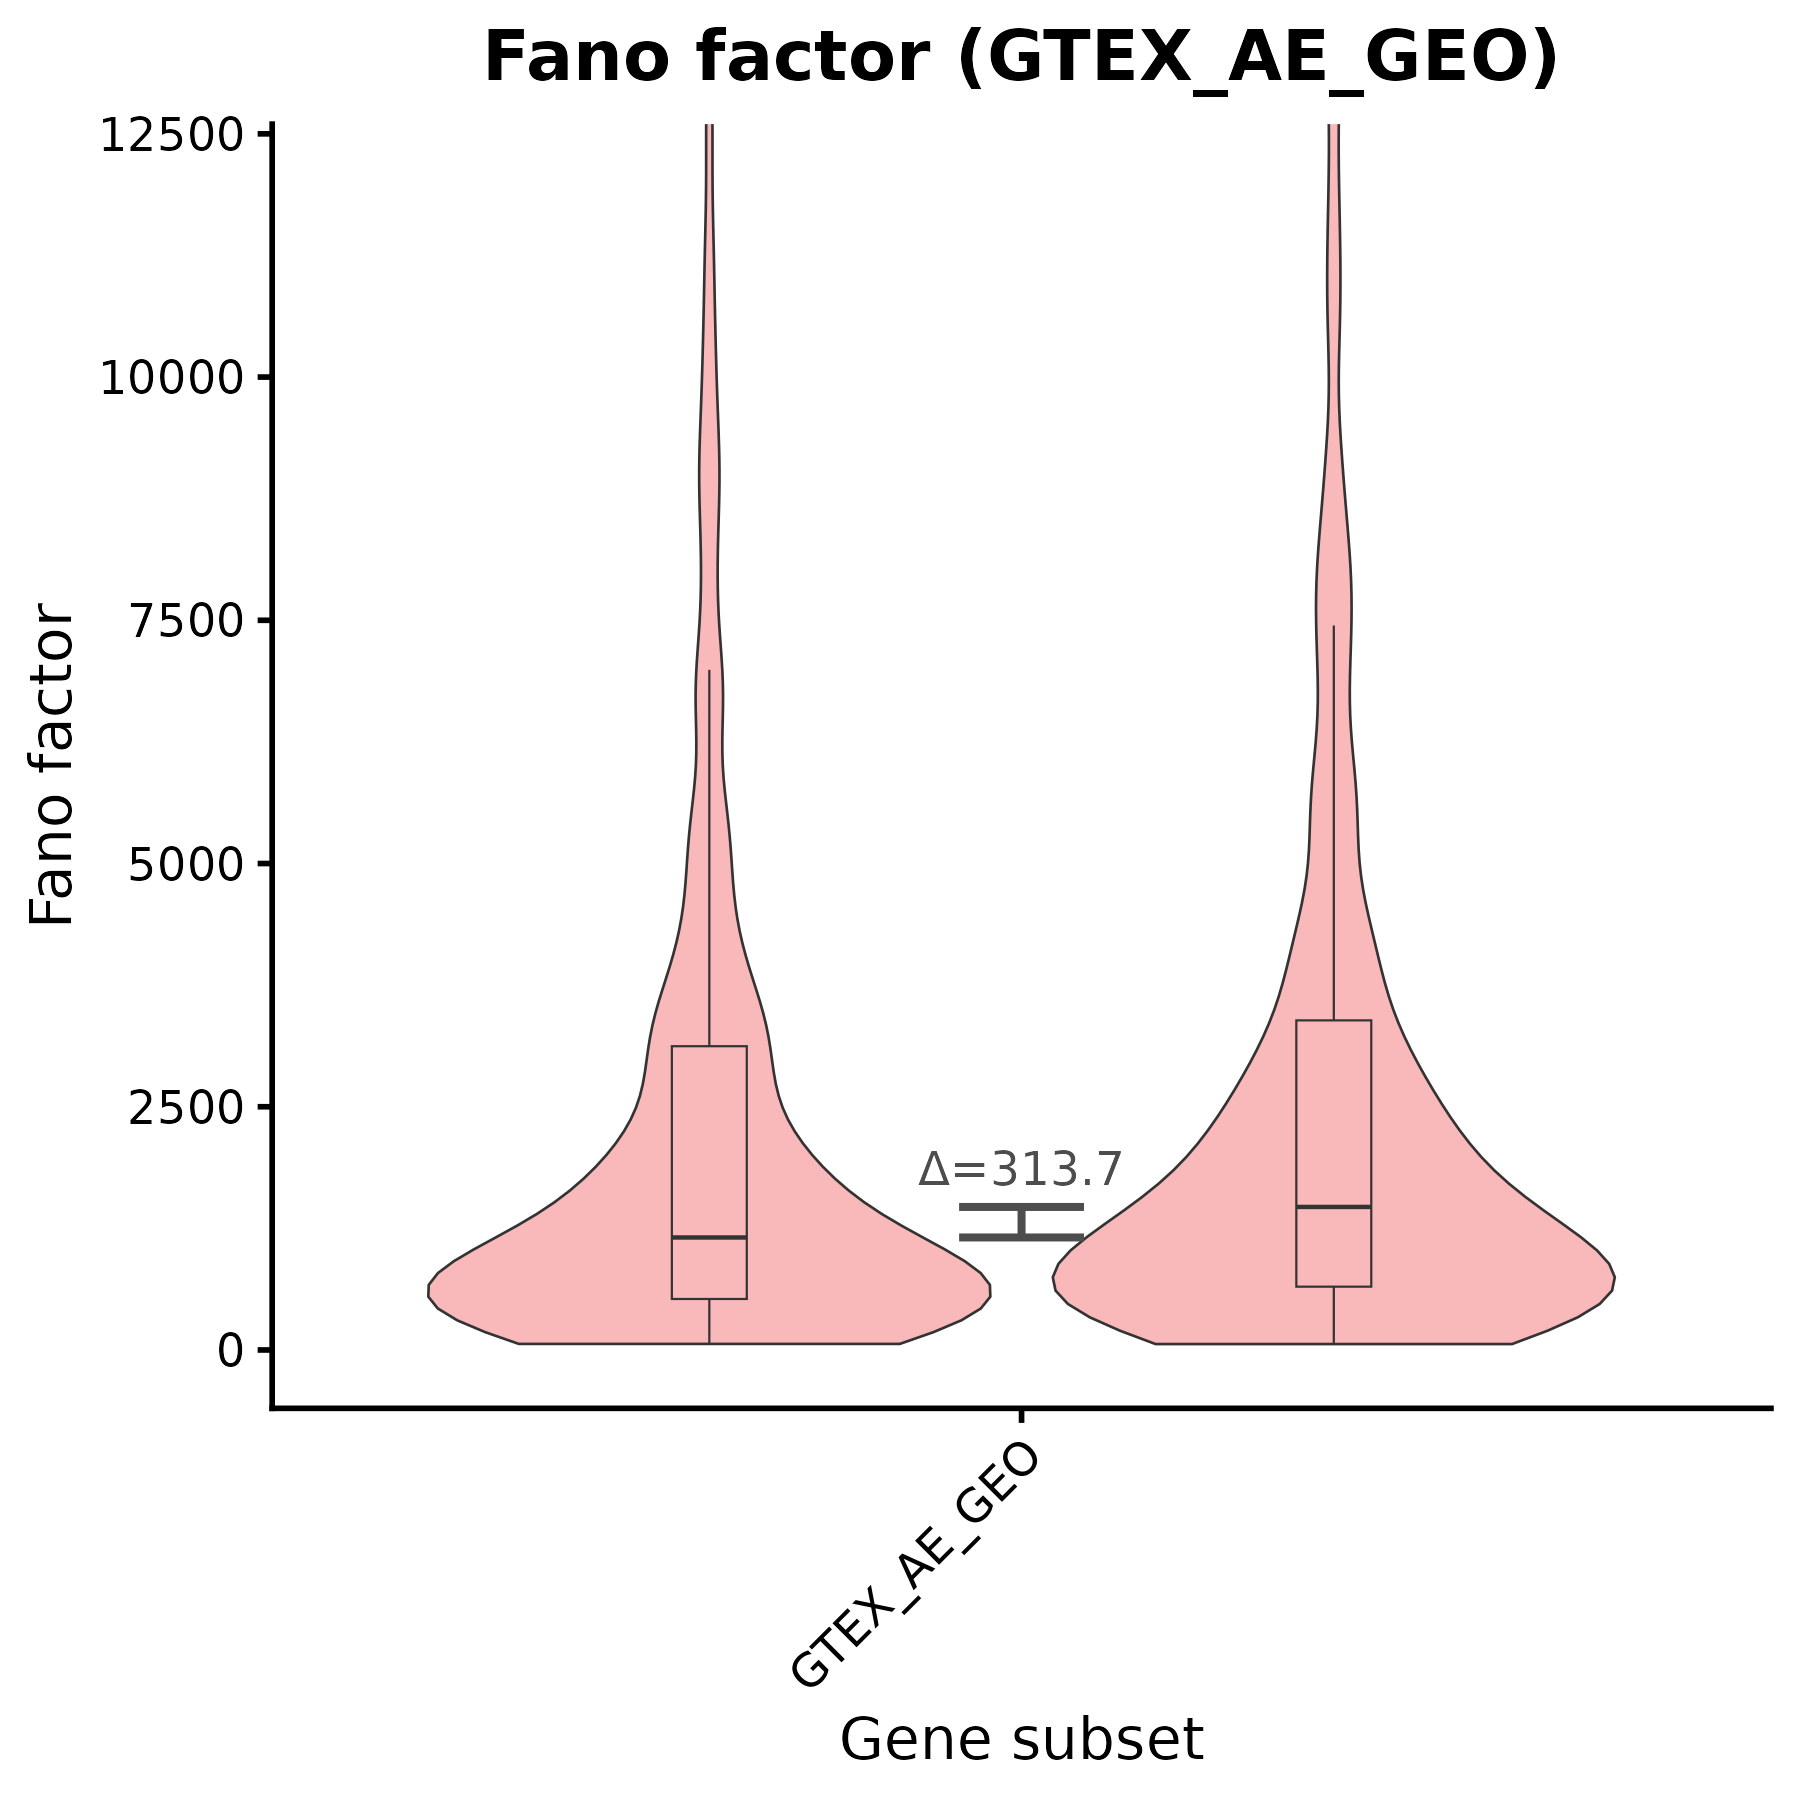 Fano factor (GTEX_AE_GEO)
12500
10000
7500
5000
2500
0
Fano factor
Δ=313.7
GTEX_AE_GEO
Gene subset